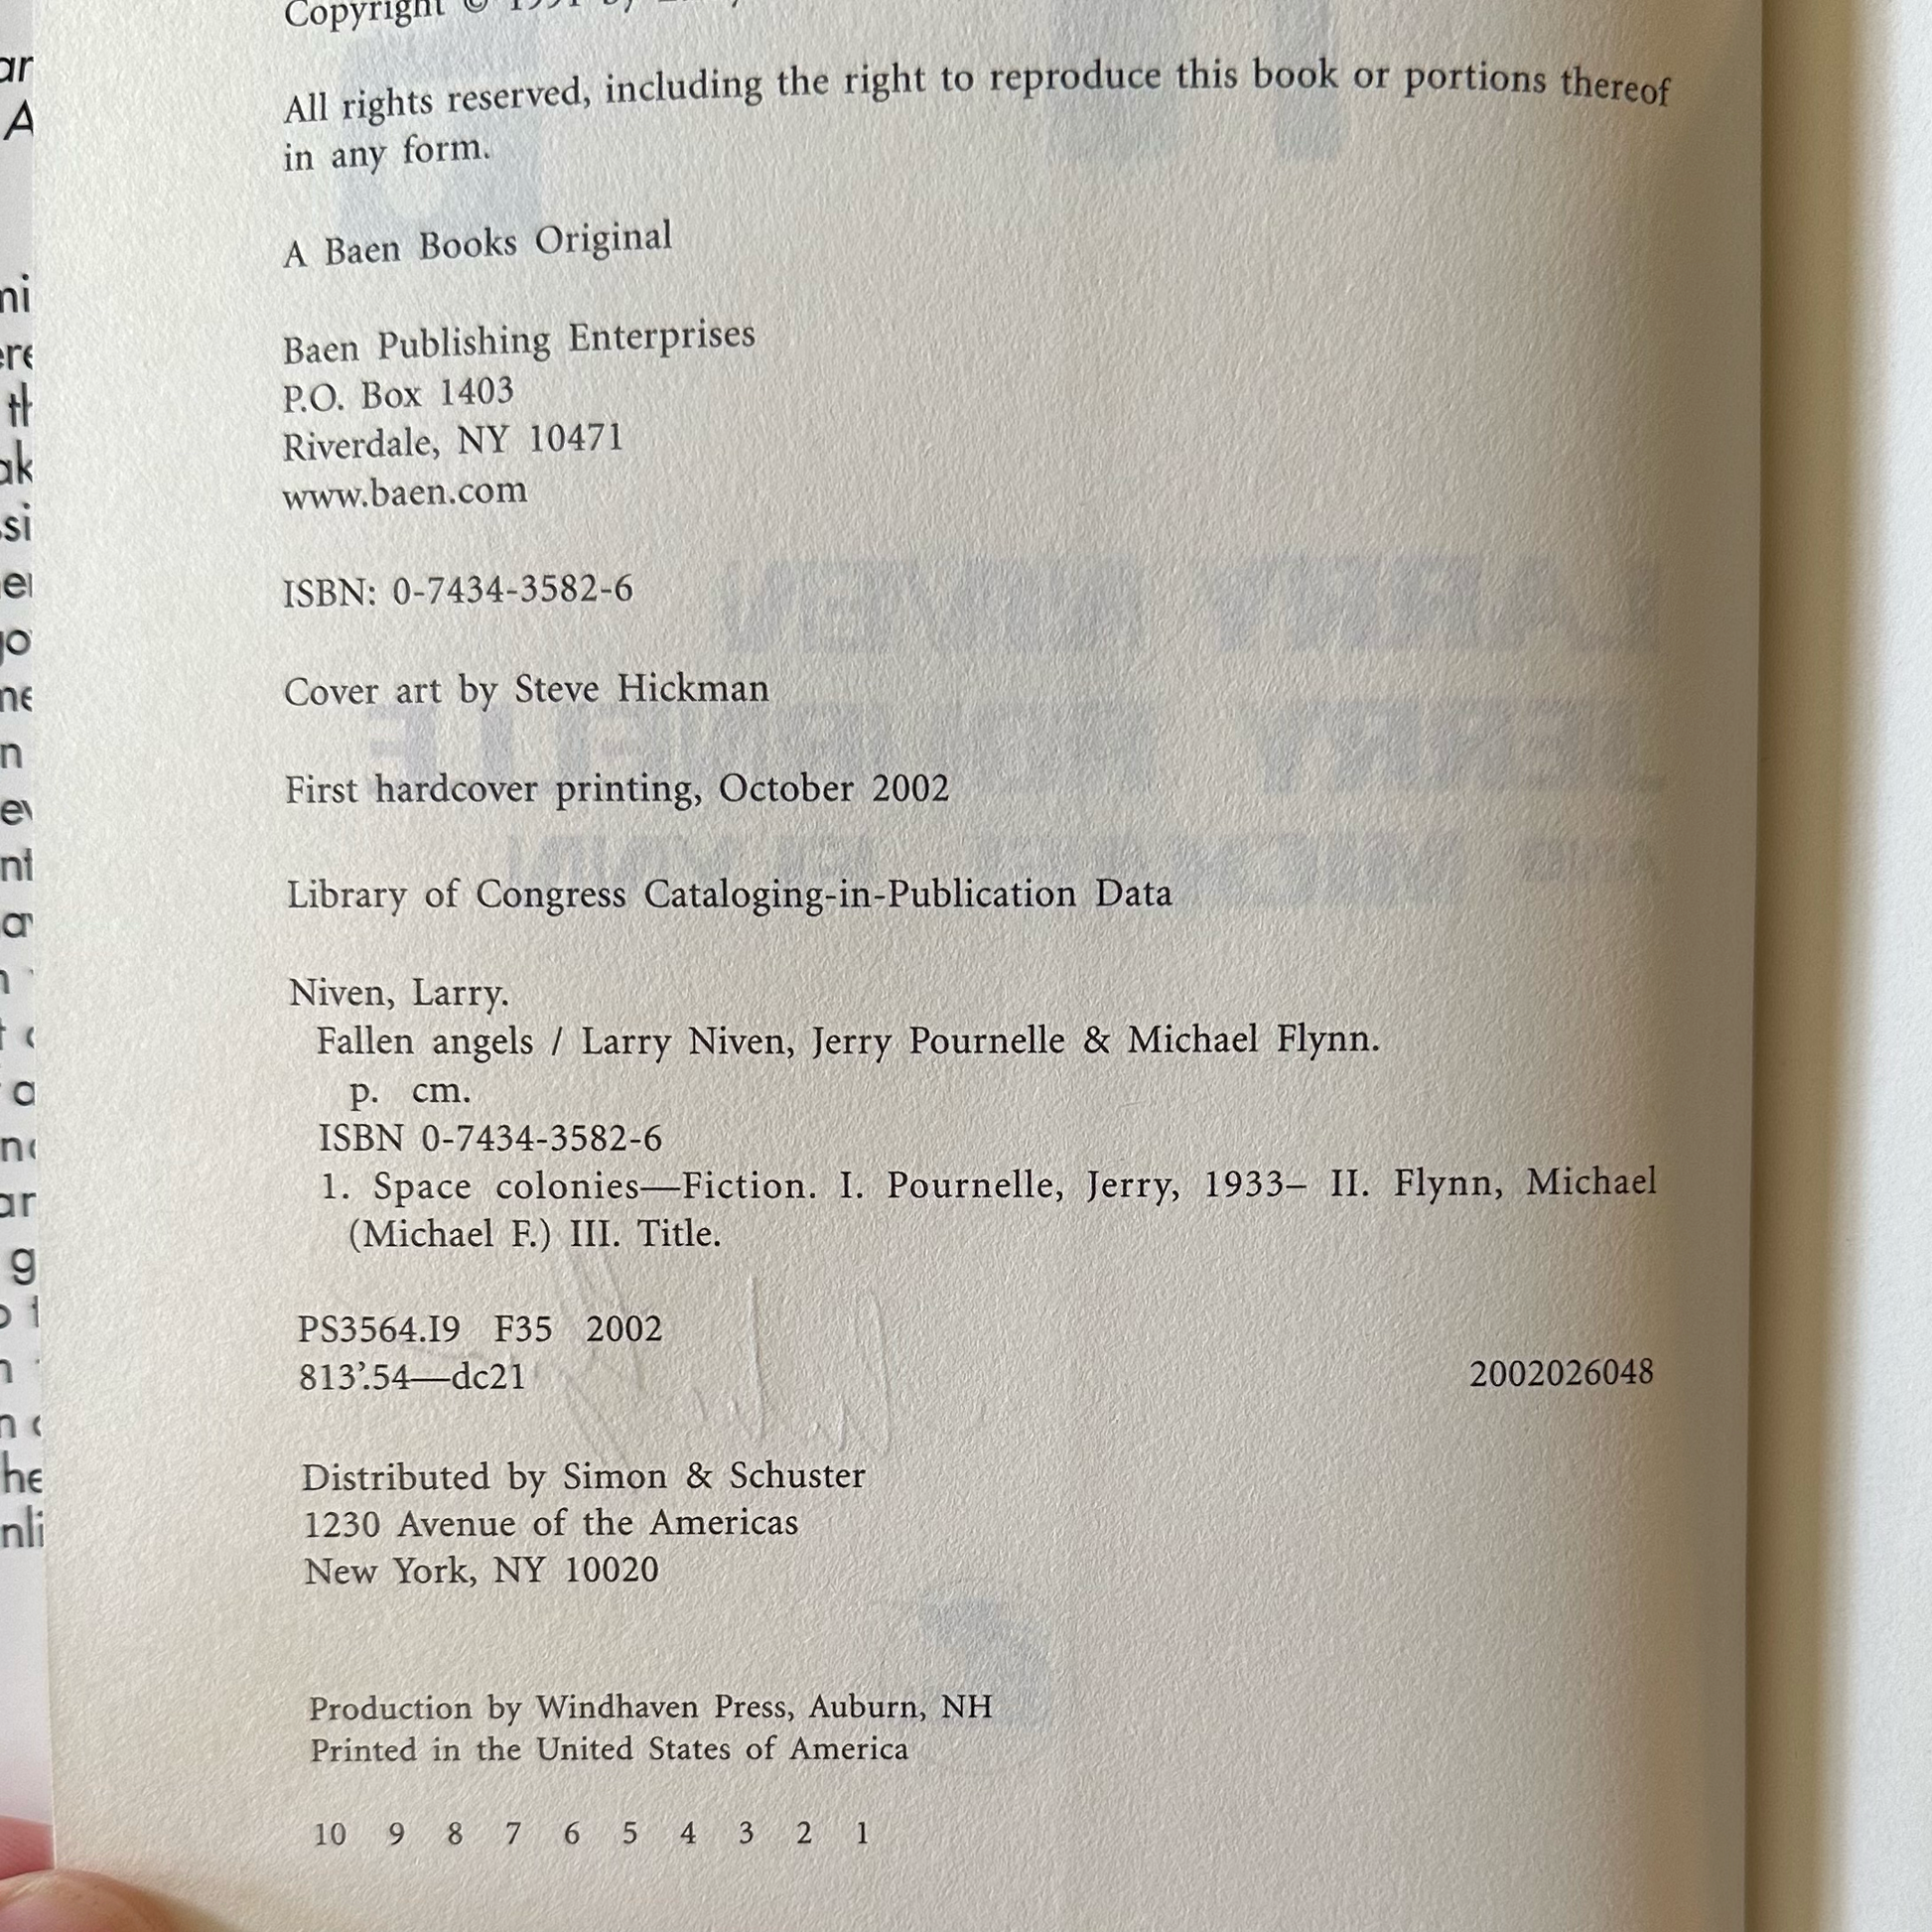 Copyright © 1991 by
All rights reserved, including the right to reproduce this book or portions thereof
in any form.
A Baen Books Original
Baen Publishing Enterprises
P.O. Box 1403
Riverdale, NY 10471
www.baen.com
ISBN: 0-7434-3582-6
Cover art by Steve Hickman
First hardcover printing, October 2002
Library of Congress Cataloging-in-Publication Data
Niven, Larry.
Fallen angels / Larry Niven, Jerry Pournelle & Michael Flynn.
p. cm.
ISBN 0-7434-3582-6
1. Space colonies—Fiction. I. Pournelle, Jerry, 1933– II. Flynn, Michael
(Michael F.) III. Title.
PS3564.I9 F35 2002
813'.54—dc21 2002026048
Distributed by Simon & Schuster
1230 Avenue of the Americas
New York, NY 10020
Production by Windhaven Press, Auburn, NH
Printed in the United States of America
10 9 8 7 6 5 4 3 2 1